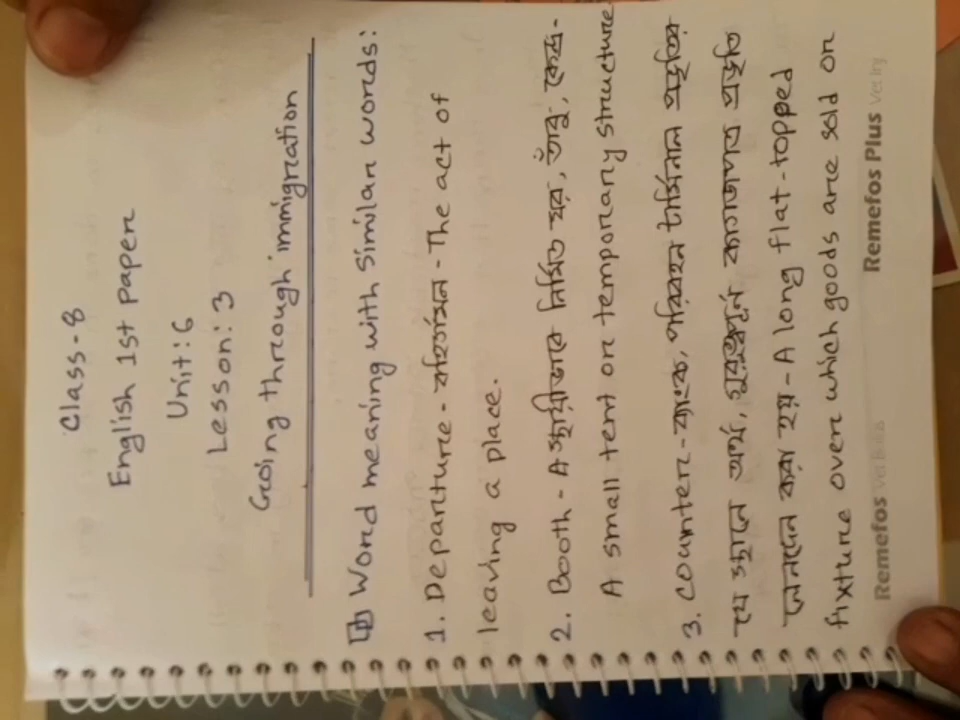 Class-8
English 1st paper
Unit: 6
Lesson: 3
Going through immigration
Word meaning with similar words:
1. Departure - বহির্গমন - The act of
leaving a place.
2. Booth - অস্থায়ীভাবে নির্মিত ঘর, তাঁবু, কেন্দ্র-
A small tent or temporary structure.
3. Counter - ব্যাংক, পরিবহন টার্মিনাল প্রভৃতির
যে স্থানে অর্থ, গুরুত্বপূর্ন কাগজপত্র প্রভৃতি
লেনদেন করা হয় - A long flat-topped
fixture over which goods are sold on
Remefos Remefos Plus